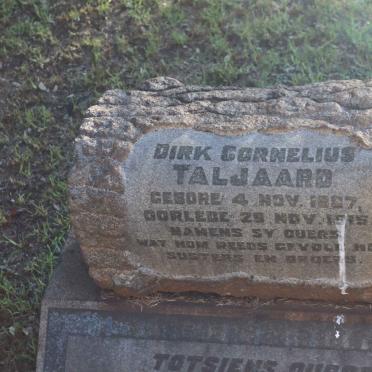 DIRK CORNELIUS
TALJAARD
GEBORE 4 NOV. 1867,
OORLEDE 29 NOV. 1915
NAMENS SY OUERS,
WAT HOM REEDS GEVOLG
SUSTERS EN BROERS.
TOTSIENS